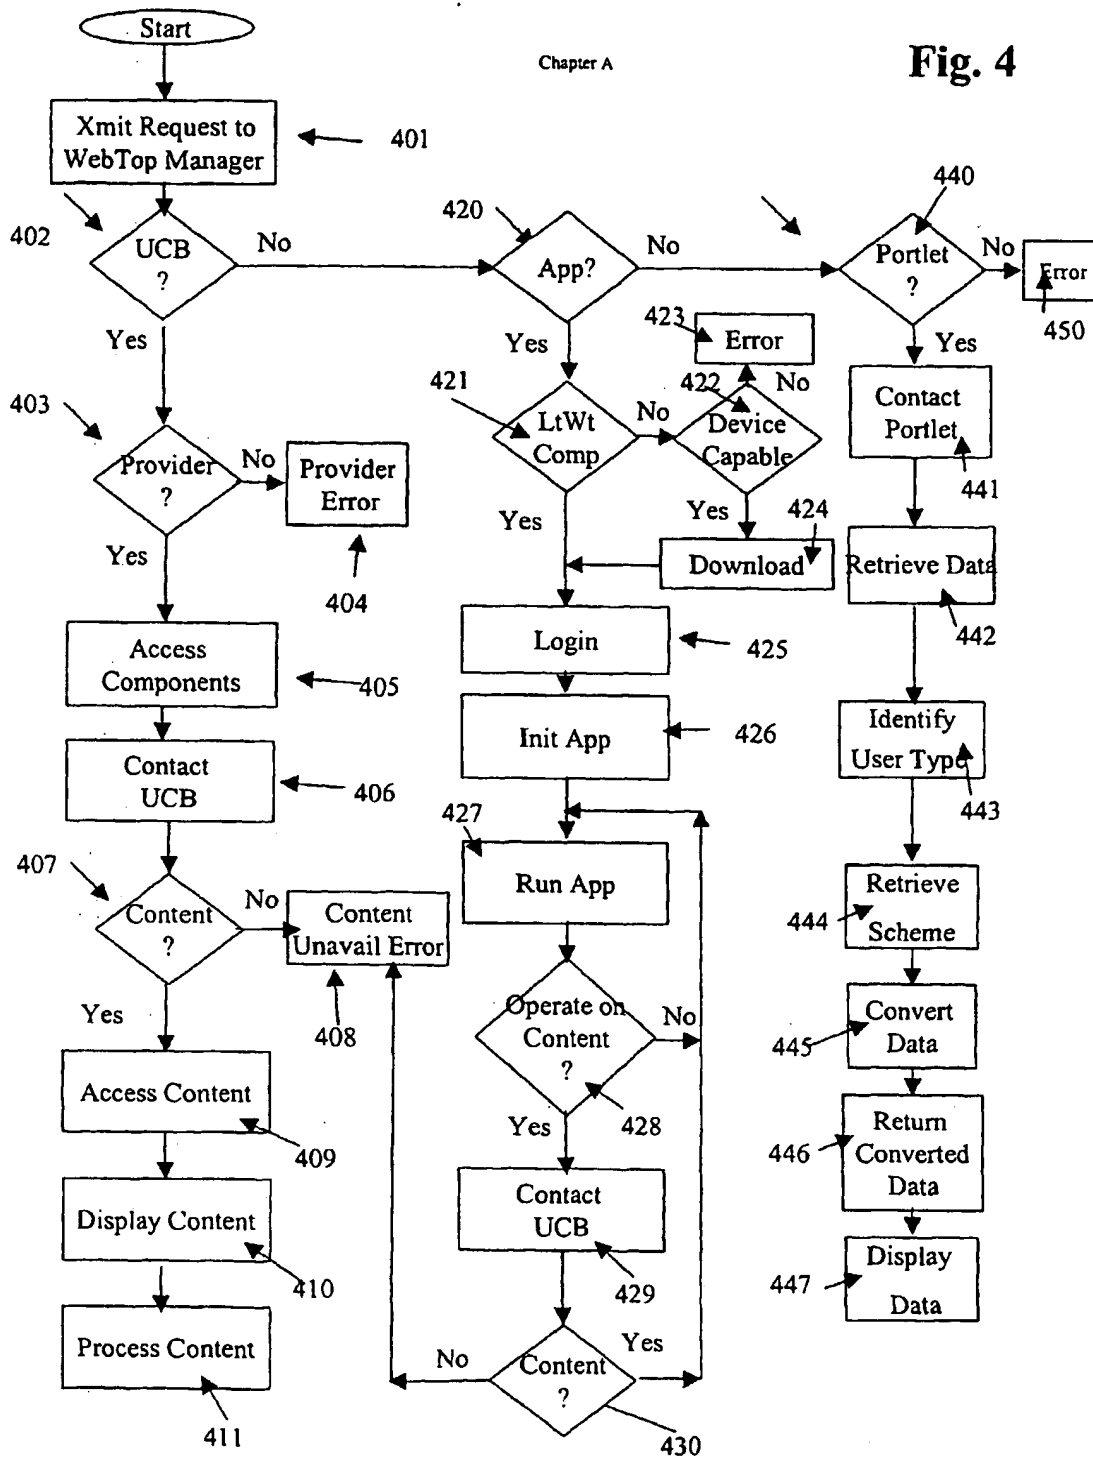 Start
Chapter A
Fig. 4
Xmit Request to
WebTop Manager
401
402
UCB
?
No
Yes
420
App?
No
Yes
440
Portlet
?
No
Yes
Error
450
403
Provider
?
No
Yes
Provider
Error
404
Access
Components
405
Contact
UCB
406
407
Content
?
No
Yes
Content
Unavail Error
408
Access Content
409
Display Content
410
Process Content
411
421
LtWt
Comp
No
Yes
422
Device
Capable
No
Yes
423
Error
424
Download
Login
425
Init App
426
427
Run App
Operate on
Content
?
No
Yes
428
Contact
UCB
429
Content
?
No
Yes
430
Contact
Portlet
441
Retrieve Data
442
Identify
User Type
443
Retrieve
Scheme
444
Convert
Data
445
Return
Converted
Data
446
Display
Data
447